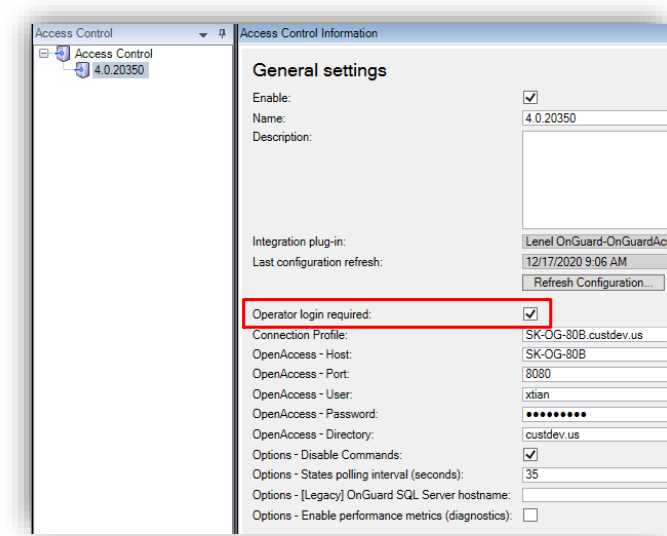 Access Control
Access Control
4.0.20350
Access Control Information
General settings
Enable:
Name: 4.0.20350
Description:
Integration plug-in: Lenel OnGuard-OnGuardAc
Last configuration refresh: 12/17/2020 9:06 AM
Refresh Configuration...
Operator login required:
Connection Profile: SK-OG-80B.custdev.us
OpenAccess - Host: SK-OG-80B
OpenAccess - Port: 8080
OpenAccess - User: xtian
OpenAccess - Password: ●●●●●●●●●
OpenAccess - Directory: custdev.us
Options - Disable Commands:
Options - States polling interval (seconds): 35
Options - [Legacy] OnGuard SQL Server hostname:
Options - Enable performance metrics (diagnostics):